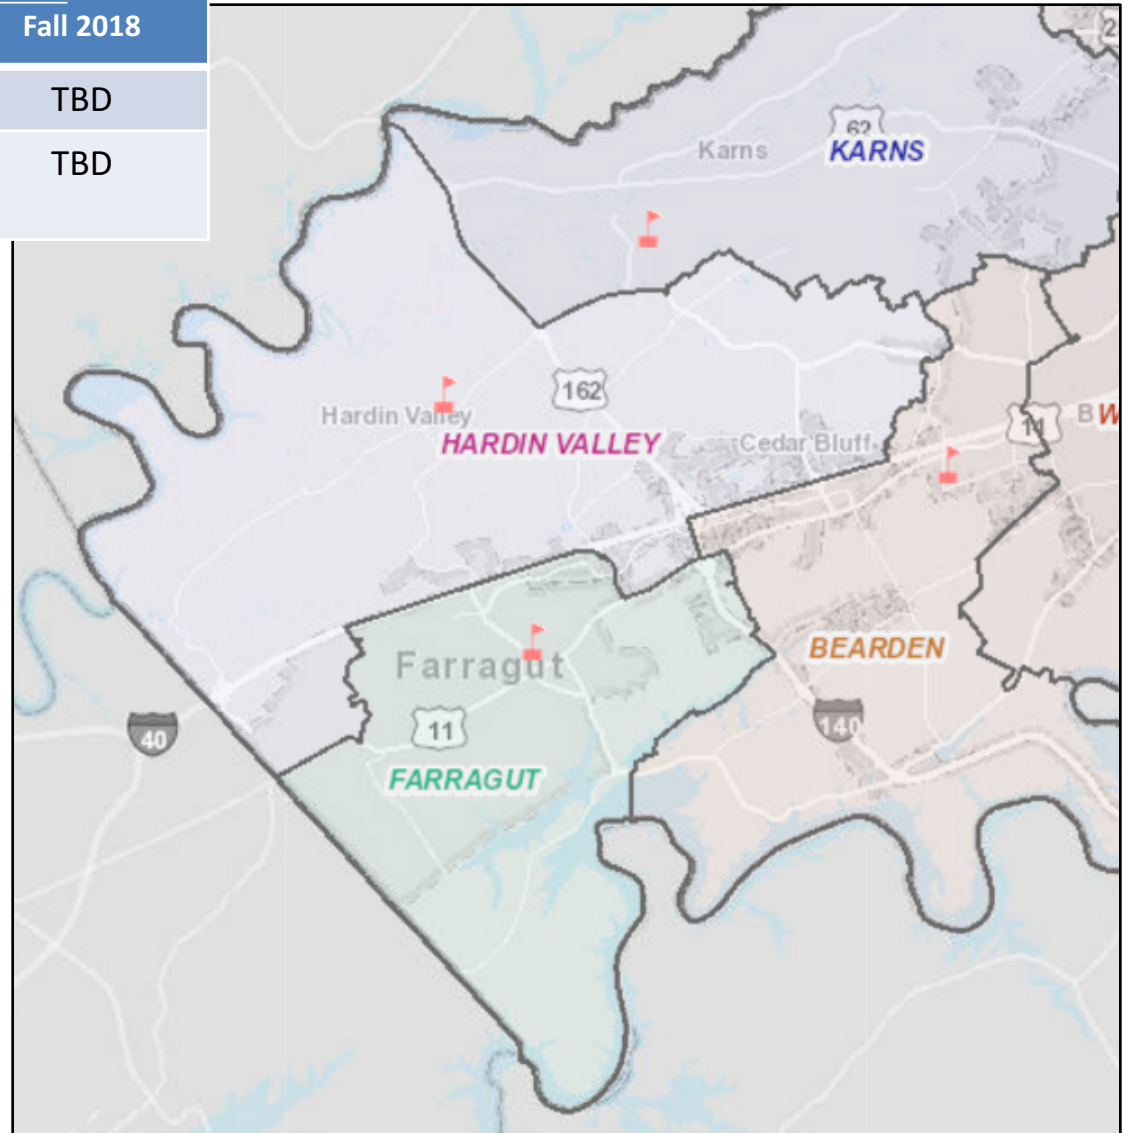 Fall 2018
TBD
TBD
2
62
Karns
KARNS
162
Hardin Valley
HARDIN VALLEY
Cedar Bluff
11
B
W
Farragut
BEARDEN
11
40
140
FARRAGUT